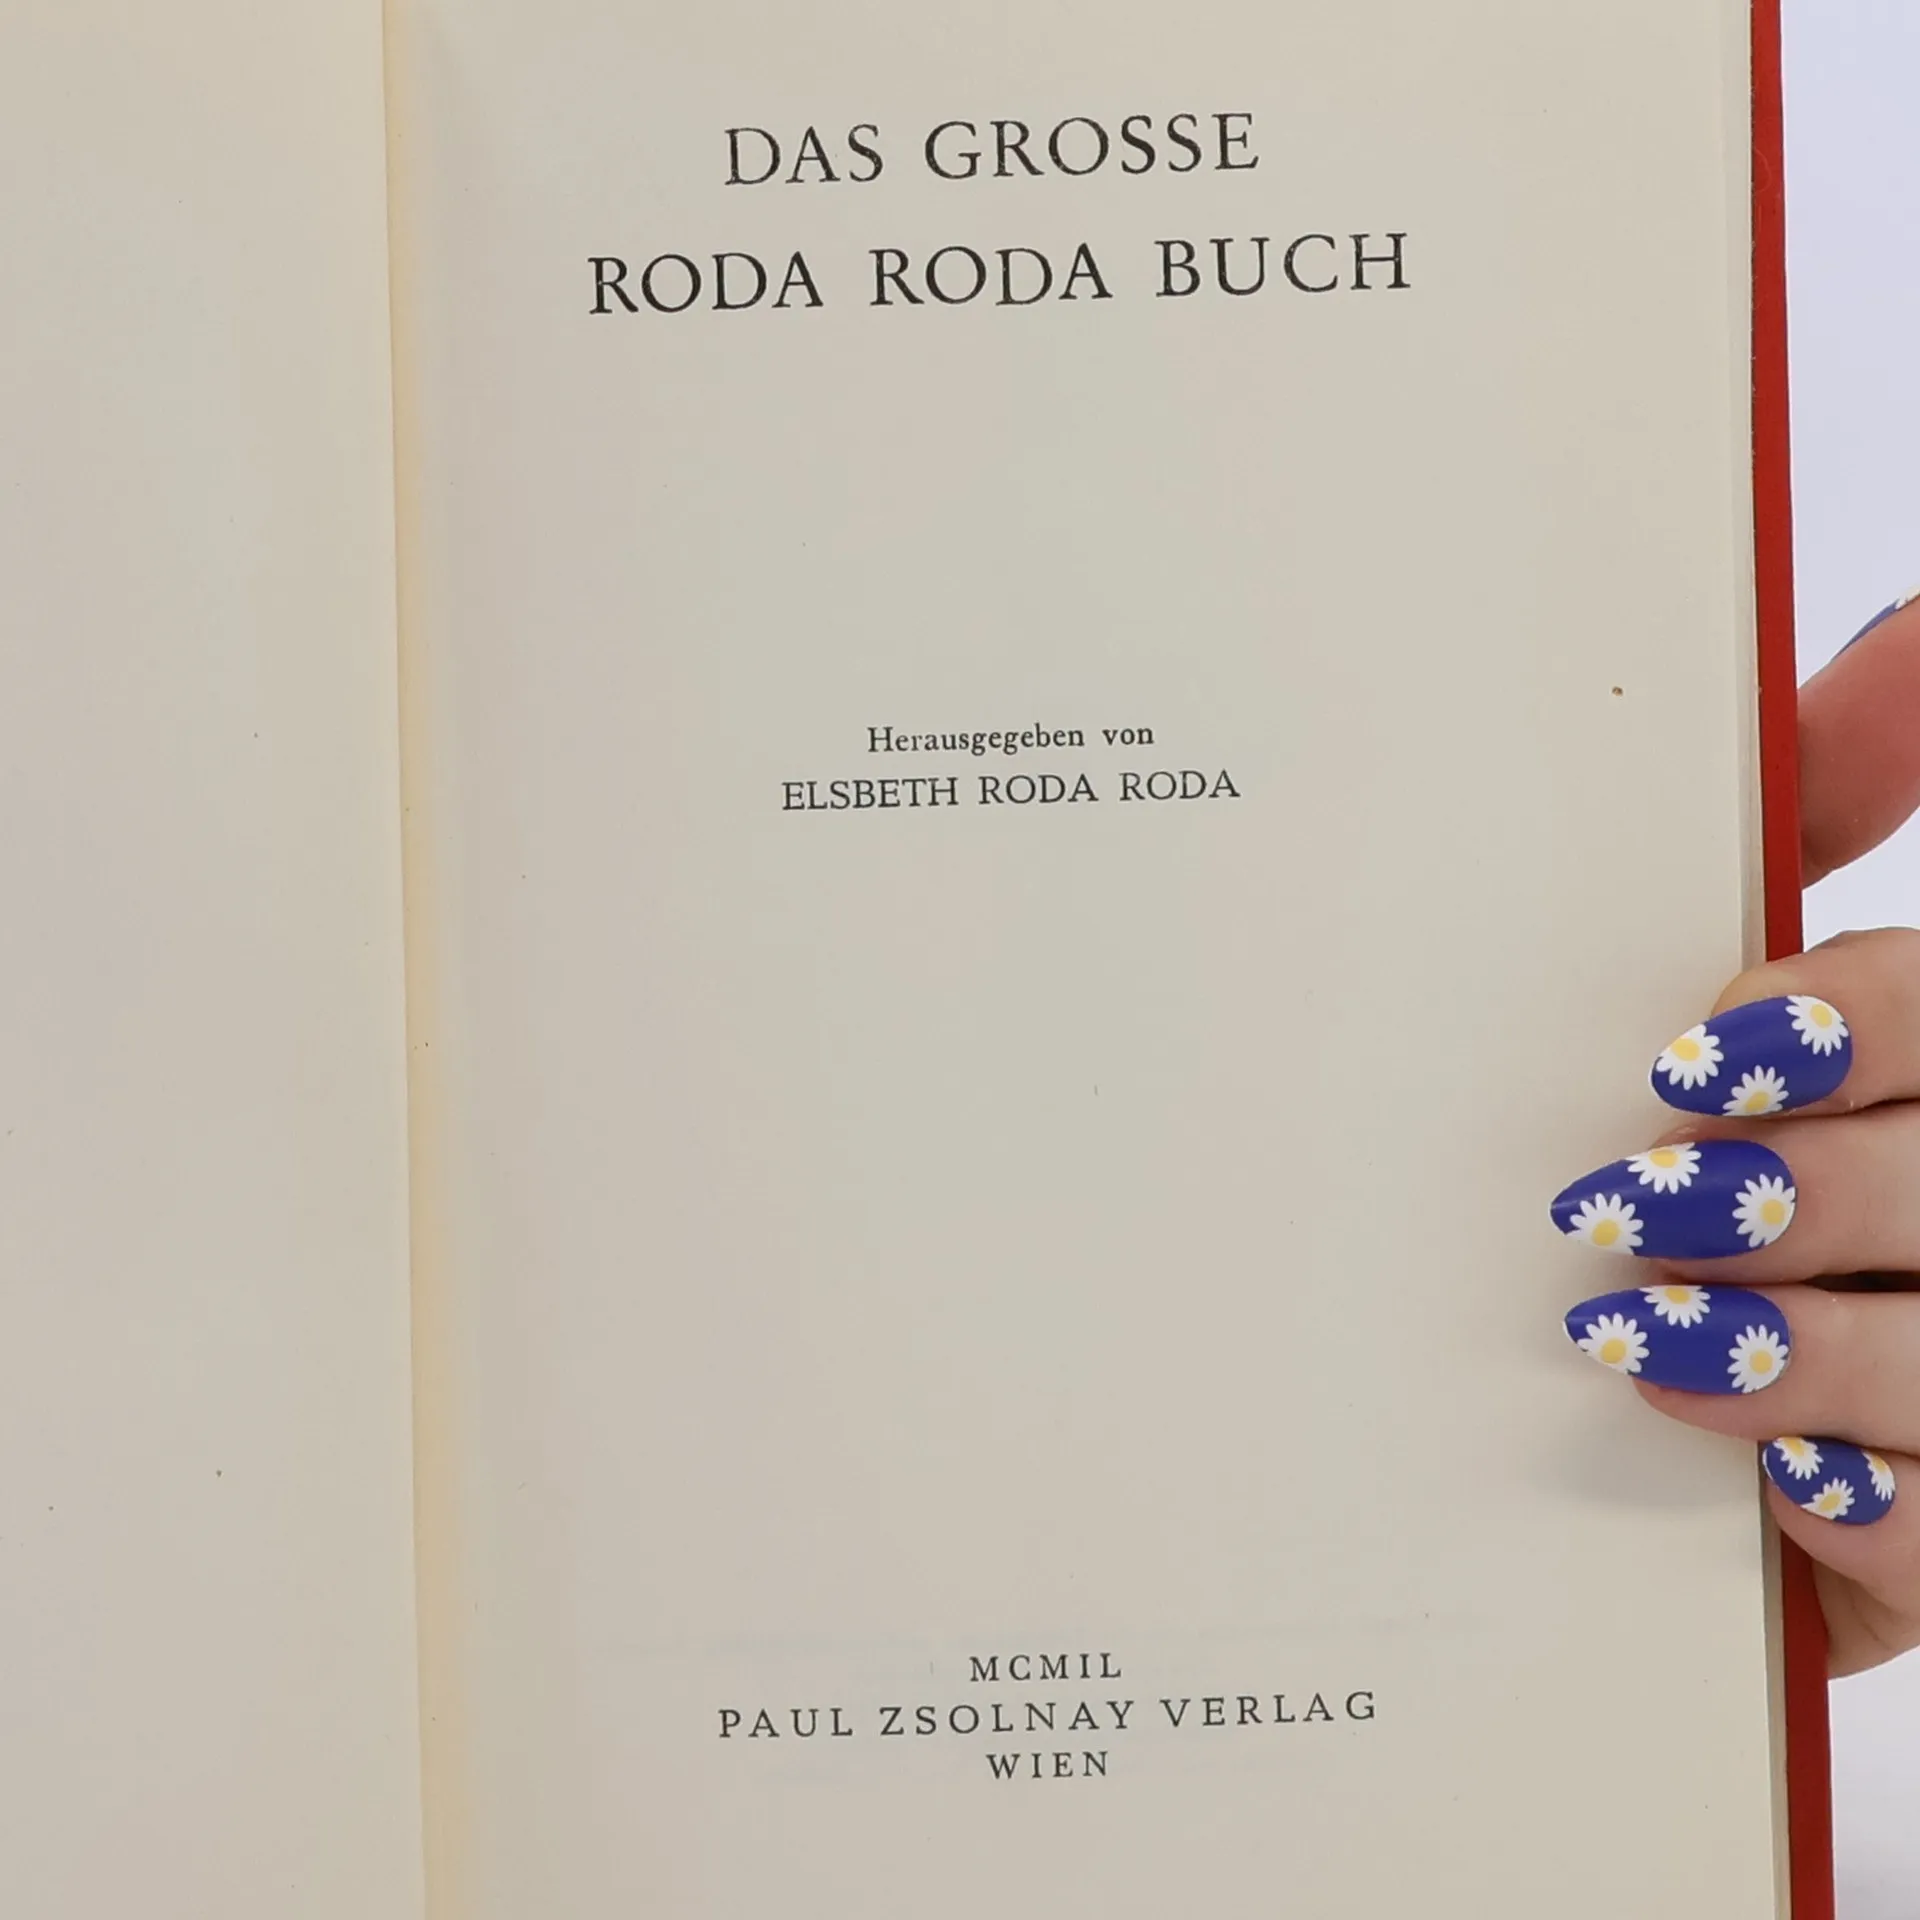 DAS GROSSE
RODA RODA BUCH
Herausgegeben von
ELSBETH RODA RODA
MCMIL
PAUL ZSOLNAY VERLAG
WIEN